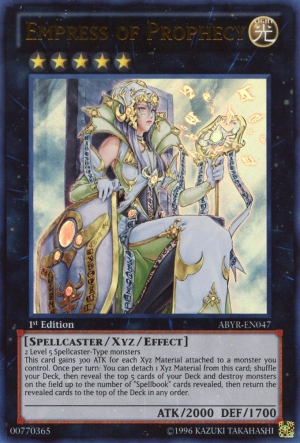 Empress of Prophecy
LIGHT
光
1st Edition
ABYR-EN047
[Spellcaster/Xyz/Effect]
2 Level 5 Spellcaster-Type monsters
This card gains 300 ATK for each Xyz Material attached to a monster you
control. Once per turn: You can detach 1 Xyz Material from this card; shuffle
your Deck, then reveal the top 5 cards of your Deck and destroy monsters
on the field up to the number of "Spellbook" cards revealed, then return the
revealed cards to the top of the Deck in any order.
ATK/2000 DEF/1700
00770365
©1996 KAZUKI TAKAHASHI